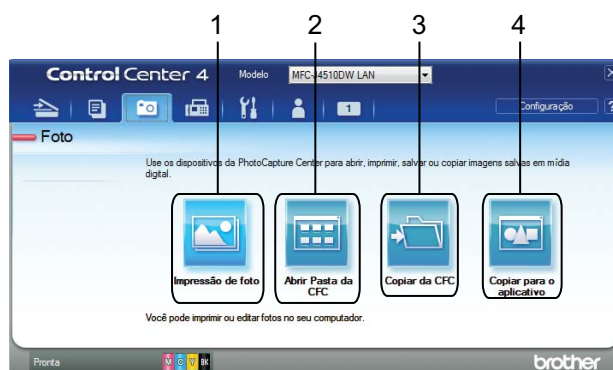 1 2 3 4
Control Center 4 Modelo MFC-J4510DW LAN
1 Configuração ?
Foto
Use os dispositivos da PhotoCapture Center para abrir, imprimir, salvar ou copiar imagens salvas em mídia
digital.
Impressão de foto Abrir Pasta da Copiar da CFC Copiar para o
CFC aplicativo
Você pode imprimir ou editar fotos no seu computador.
Pronta M C Y BK brother